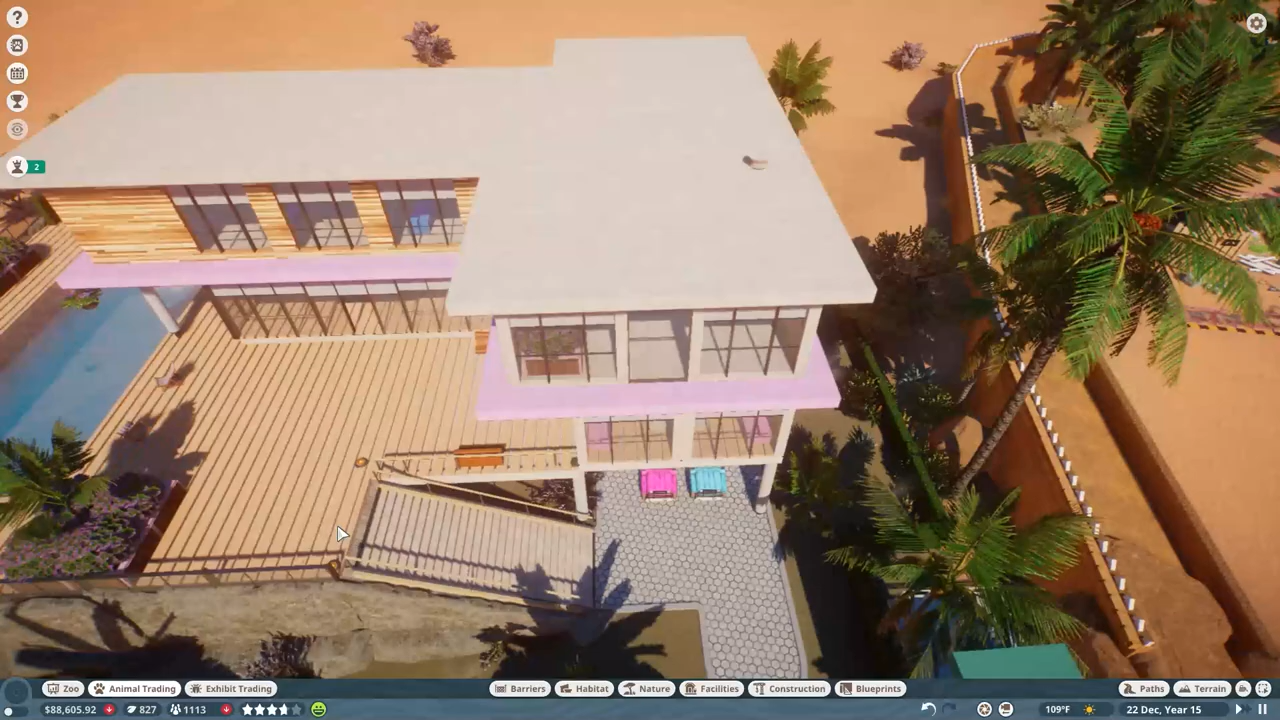 ?
2
Zoo
Animal Trading
Exhibit Trading
Barriers
Habitat
Nature
Facilities
Construction
Blueprints
Paths
Terrain
$88,605.92
827
1113
109°F
22 Dec, Year 15